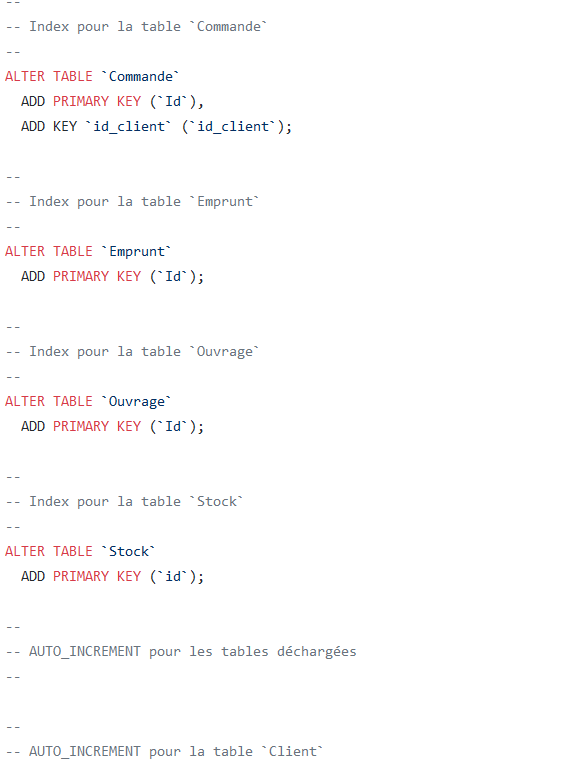 --
-- Index pour la table `Commande`
--
ALTER TABLE `Commande`
  ADD PRIMARY KEY (`Id`),
  ADD KEY `id_client` (`id_client`);

--
-- Index pour la table `Emprunt`
--
ALTER TABLE `Emprunt`
  ADD PRIMARY KEY (`Id`);

--
-- Index pour la table `Ouvrage`
--
ALTER TABLE `Ouvrage`
  ADD PRIMARY KEY (`Id`);

--
-- Index pour la table `Stock`
--
ALTER TABLE `Stock`
  ADD PRIMARY KEY (`id`);

--
-- AUTO_INCREMENT pour les tables déchargées
--

--
-- AUTO_INCREMENT pour la table `Client`